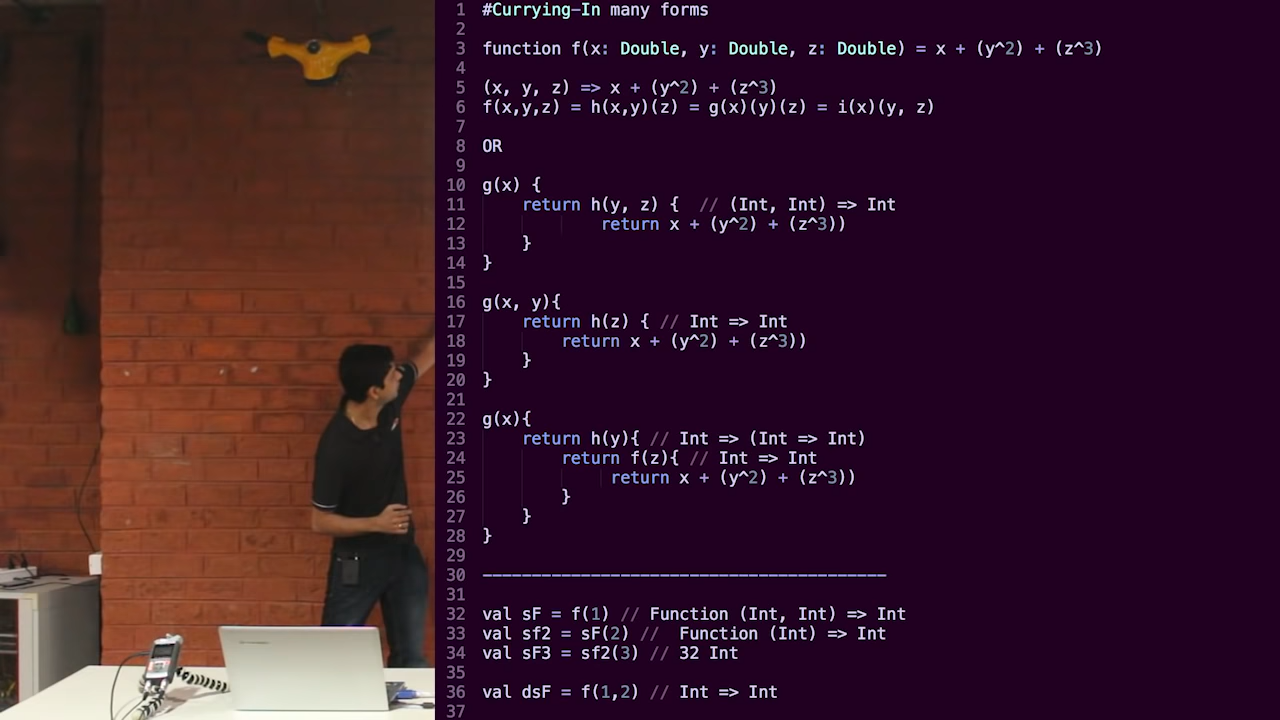 1 #Currying-In many forms
2
3 function f(x: Double, y: Double, z: Double) = x + (y^2) + (z^3)
4
5 (x, y, z) => x + (y^2) + (z^3)
6 f(x,y,z) = h(x,y)(z) = g(x)(y)(z) = i(x)(y, z)
7
8 OR
9
10 g(x) {
11 return h(y, z) { // (Int, Int) => Int
12 return x + (y^2) + (z^3))
13 }
14 }
15
16 g(x, y){
17 return h(z) { // Int => Int
18 return x + (y^2) + (z^3))
19 }
20 }
21
22 g(x){
23 return h(y){ // Int => (Int => Int)
24 return f(z){ // Int => Int
25 return x + (y^2) + (z^3))
26 }
27 }
28 }
29
30 -----------------------------------------
31
32 val sF = f(1) // Function (Int, Int) => Int
33 val sf2 = sF(2) // Function (Int) => Int
34 val sF3 = sf2(3) // 32 Int
35
36 val dsF = f(1,2) // Int => Int
37